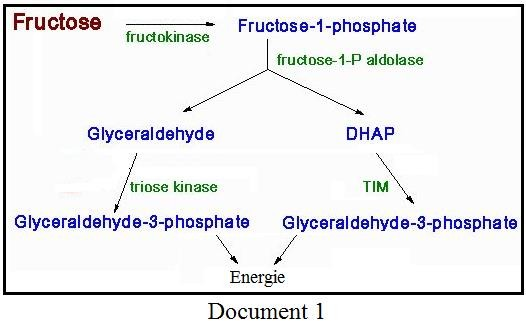 Fructose
fructokinase
Fructose-1-phosphate
fructose-1-P aldolase
Glyceraldehyde
DHAP
triose kinase
TIM
Glyceraldehyde-3-phosphate
Glyceraldehyde-3-phosphate
Energie
Document 1